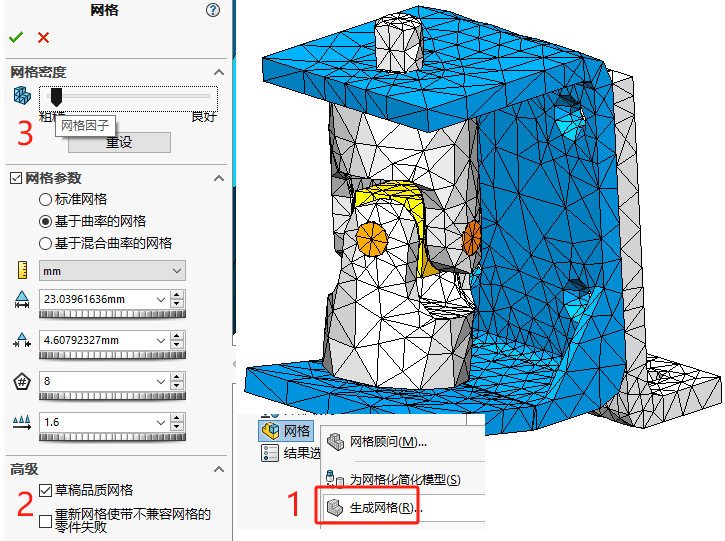 网格
网格密度
粗糙
良好
网格因子
3
重设
网格参数
标准网格
基于曲率的网格
基于混合曲率的网格
mm
23.03961636mm
4.60792327mm
8
1.6
高级
2
草稿品质网格
重新网格使带不兼容网格的
零件失败
网格
结果选
网格顾问(M)...
为网格化简化模型(S)
1
生成网格(R)...